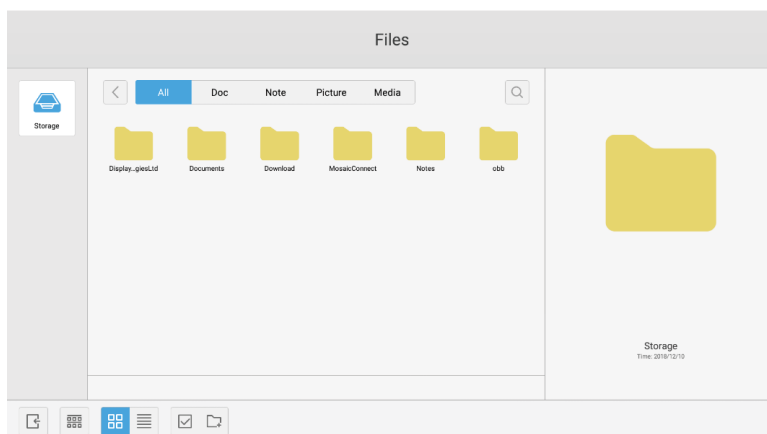 Files
All Doc Note Picture Media
Storage
Display...giesLtd Documents Download MosaicConnect Notes obb
Storage
Time: 2018/12/10